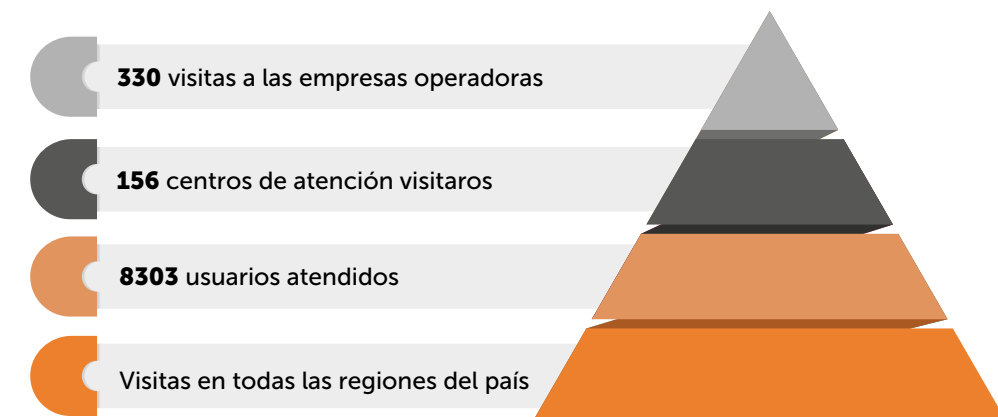 330 visitas a las empresas operadoras
156 centros de atención visitaros
8303 usuarios atendidos
Visitas en todas las regiones del país